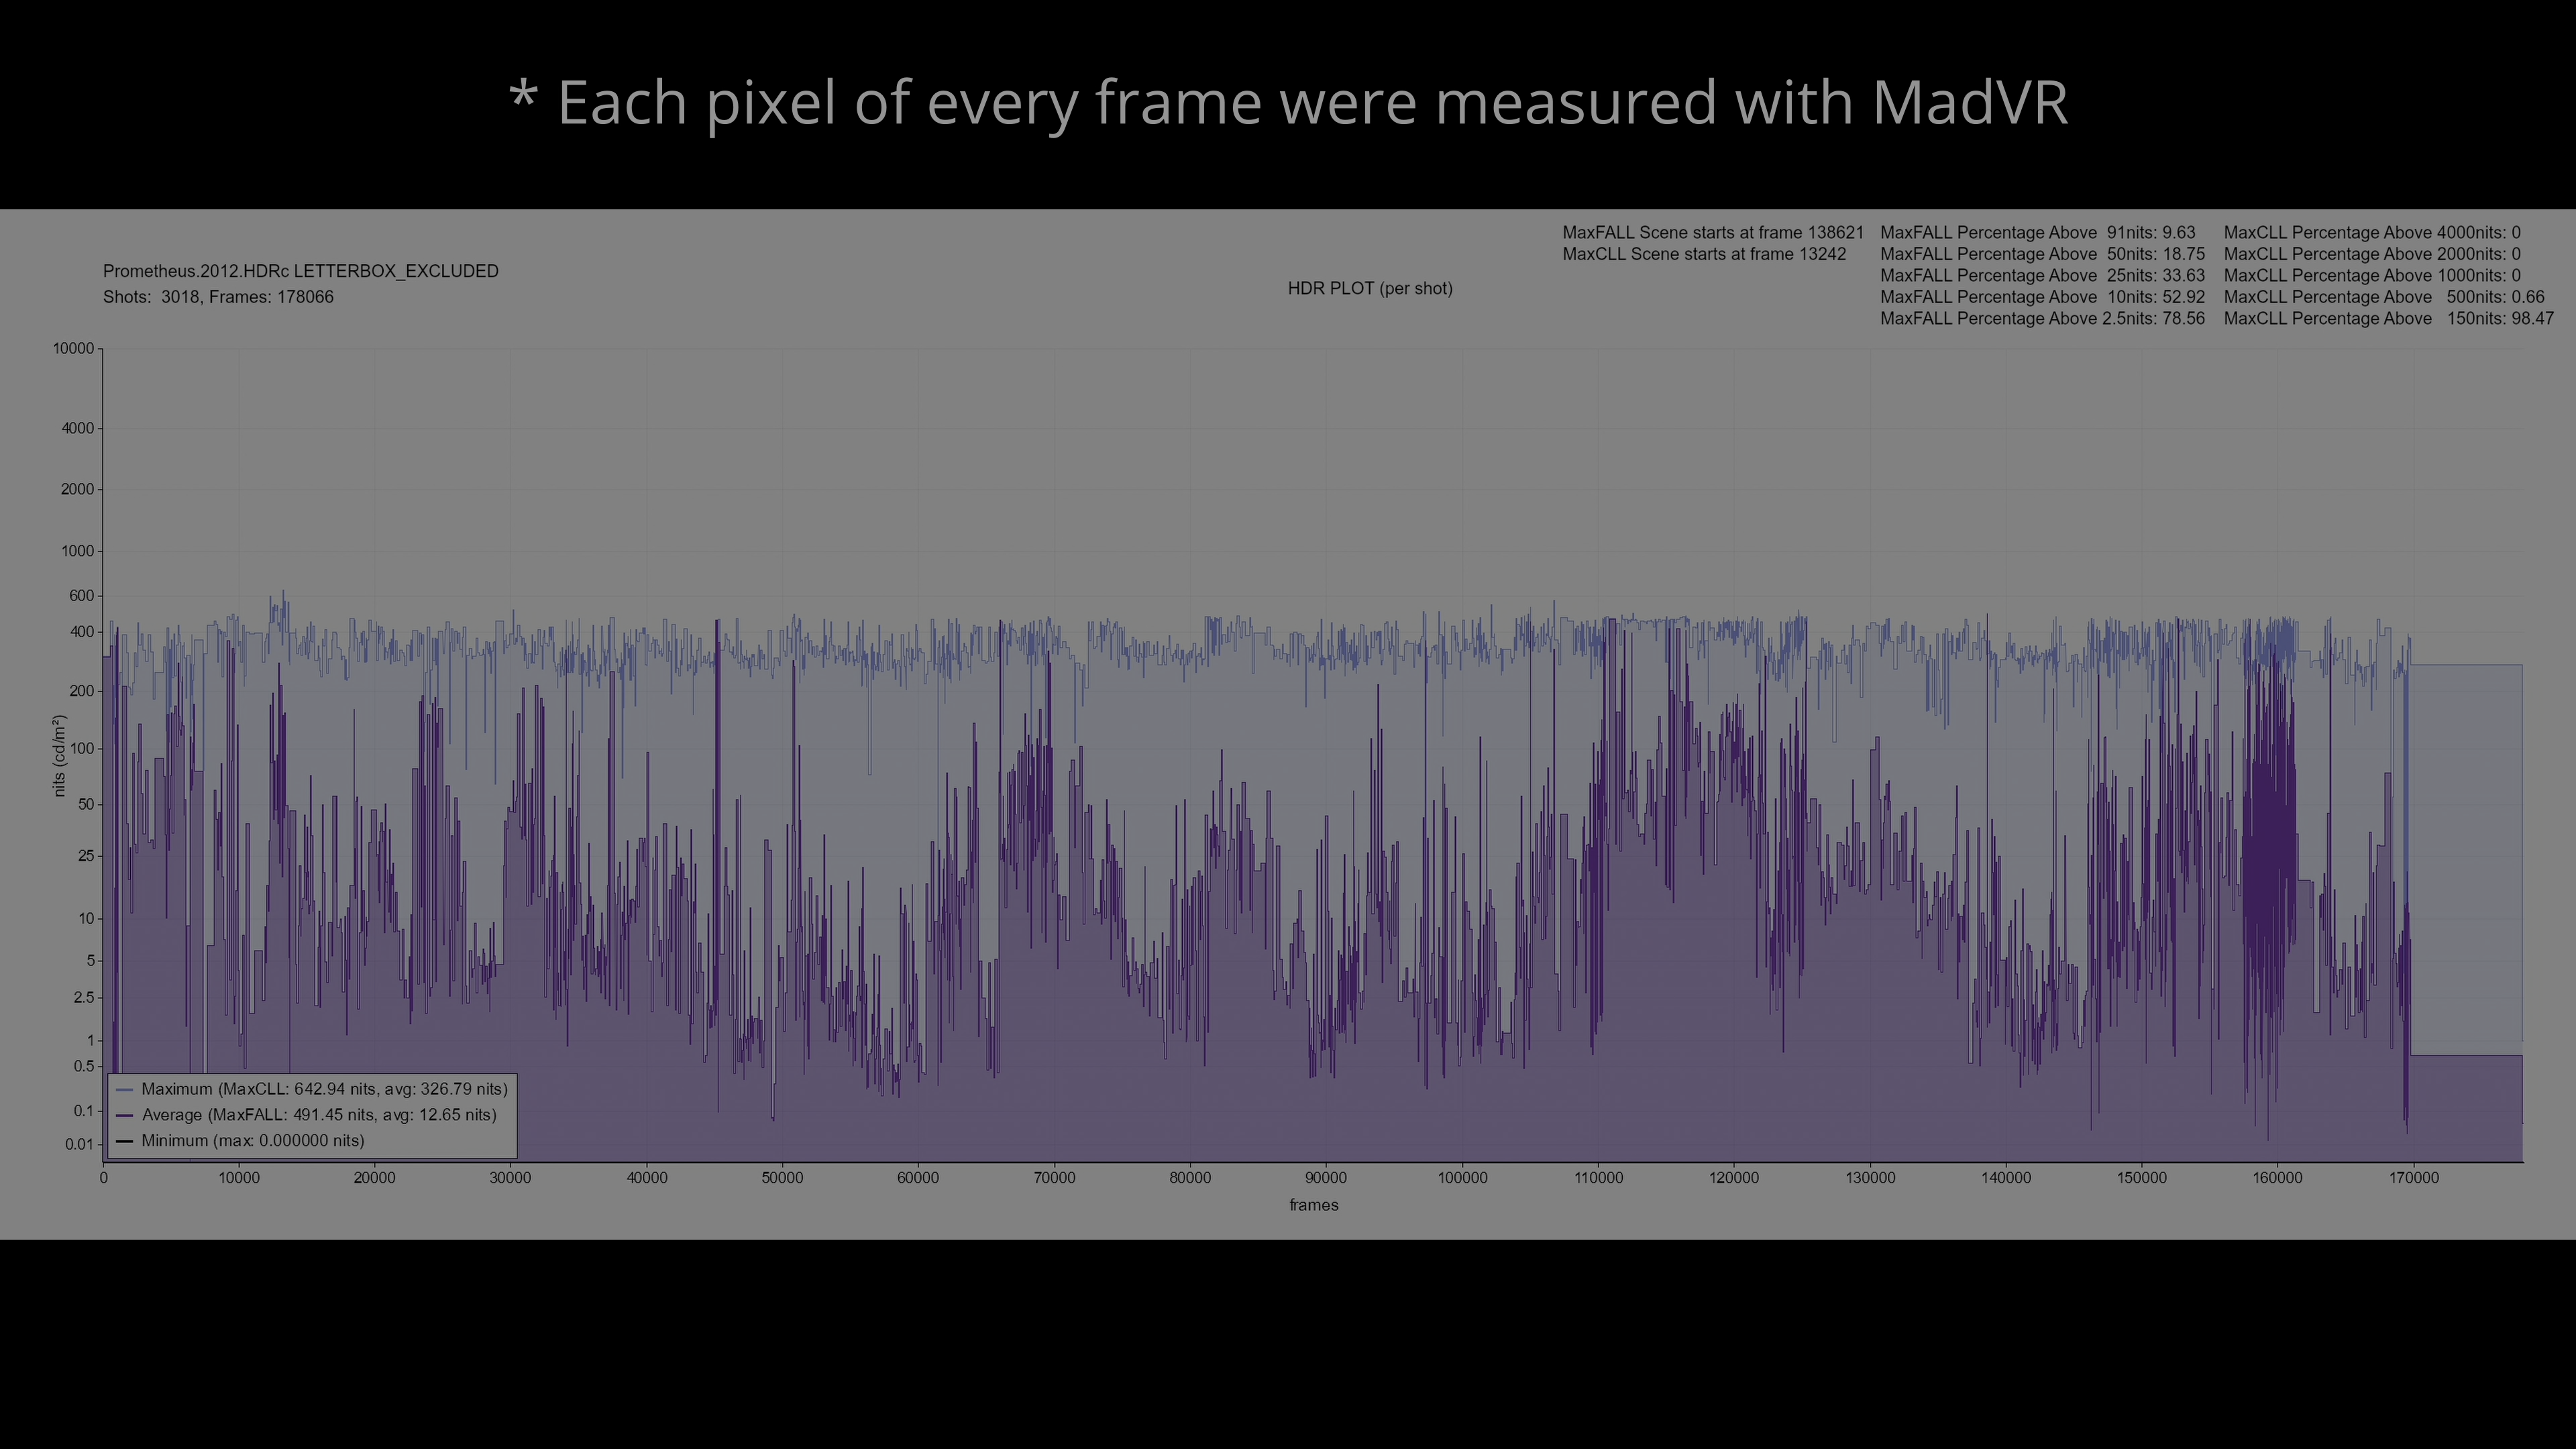 * Each pixel of every frame were measured with MadVR
MaxFALL Scene starts at frame 138621
MaxCLL Scene starts at frame 13242
MaxFALL Percentage Above 91nits: 9.63
MaxFALL Percentage Above 50nits: 18.75
MaxFALL Percentage Above 25nits: 33.63
MaxFALL Percentage Above 10nits: 52.92
MaxFALL Percentage Above 2.5nits: 78.56
MaxCLL Percentage Above 4000nits: 0
MaxCLL Percentage Above 2000nits: 0
MaxCLL Percentage Above 1000nits: 0
MaxCLL Percentage Above 500nits: 0.66
MaxCLL Percentage Above 150nits: 98.47
Prometheus.2012.HDRc LETTERBOX_EXCLUDED
Shots: 3018, Frames: 178066
HDR PLOT (per shot)
nits (cd/m²)
10000
4000
2000
1000
600
400
200
100
50
25
10
5
2.5
1
0.5
0.1
0.01
Maximum (MaxCLL: 642.94 nits, avg: 326.79 nits)
Average (MaxFALL: 491.45 nits, avg: 12.65 nits)
Minimum (max: 0.000000 nits)
0 10000 20000 30000 40000 50000 60000 70000 80000 90000 100000 110000 120000 130000 140000 150000 160000 170000
frames